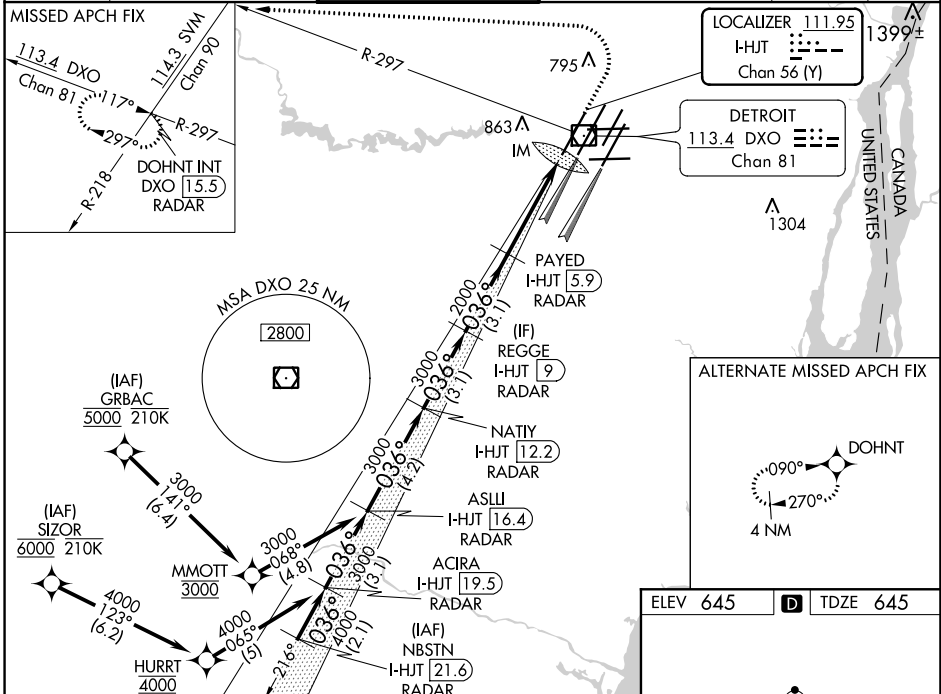 MISSED APCH FIX
113.4 DXO
Chan 81
114.3 SVM
Chan 90
117°
297°
R-297
R-218
DOHNT INT
DXO 15.5
RADAR
R-297
795
863
IM
LOCALIZER 111.95
I-HJT
Chan 56 (Y)
1399±
DETROIT
113.4 DXO
Chan 81
CANADA
UNITED STATES
1304
PAYED
I-HJT 5.9
RADAR
2000
036°
(3.1)
(IF)
REGGE
I-HJT 9
RADAR
3000
036°
(3.1)
NATIY
I-HJT 12.2
RADAR
3000
036°
(4.2)
ASLLI
I-HJT 16.4
RADAR
036°
3000
(3.1)
ACIRA
I-HJT 19.5
RADAR
036°
4000
(2.1)
(IAF)
NBSTN
I-HJT 21.6
RADAR
216°
MSA DXO 25 NM
2800
(IAF)
GRBAC
5000 210K
3000
141°
(6.4)
(IAF)
SIZOR
6000 210K
MMOTT
3000
3000
068°
(4.8)
4000
123°
(6.2)
4000
065°
(5)
HURRT
4000
ALTERNATE MISSED APCH FIX
DOHNT
090°
270°
4 NM
ELEV 645
D
TDZE 645